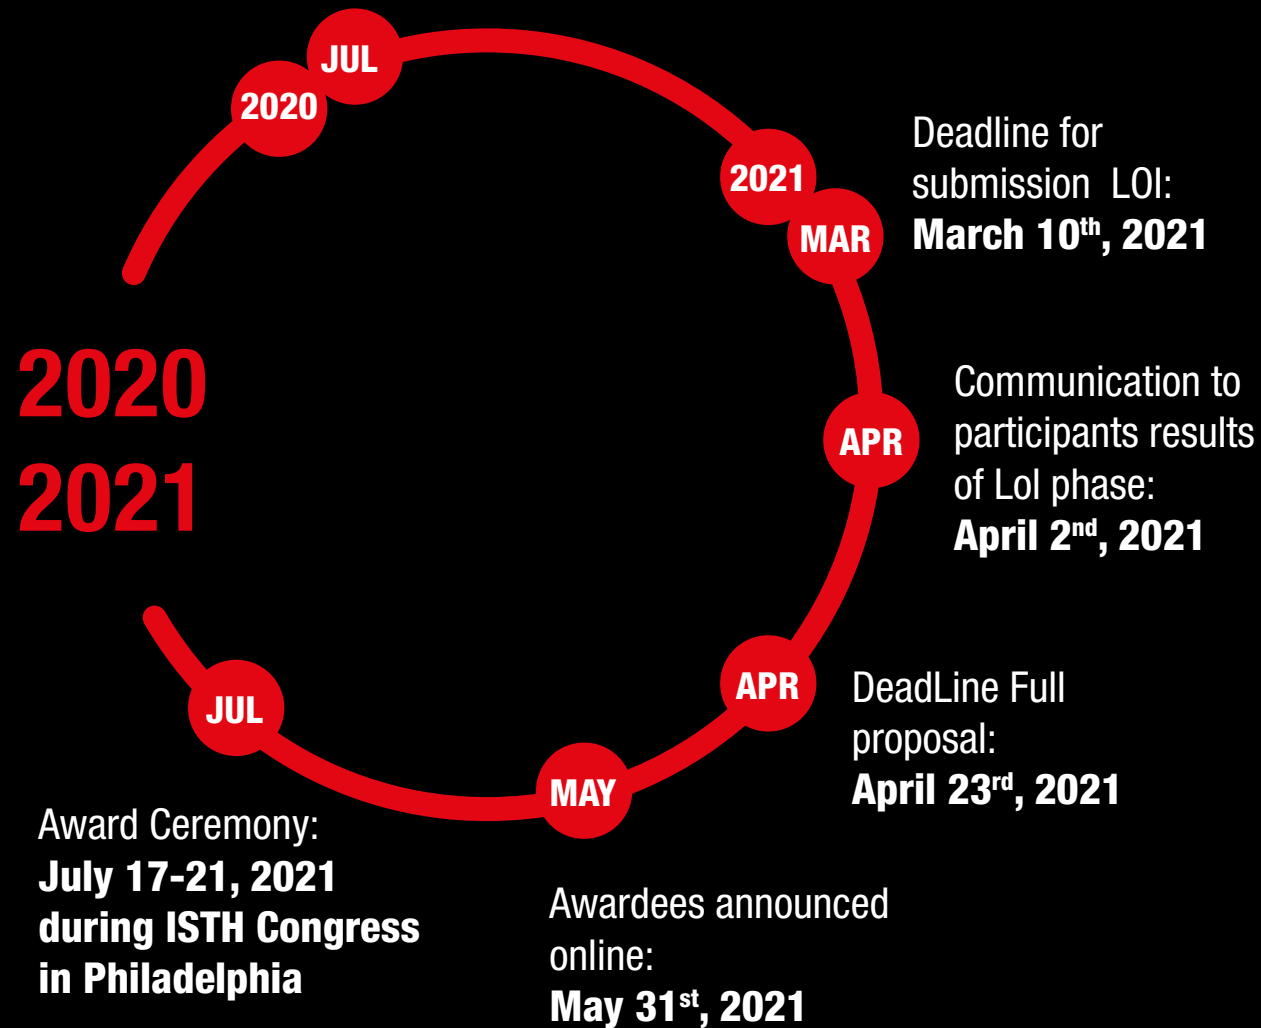 JUL
2020
2021
MAR
Deadline for
submission LOI:
March 10th, 2021
2020
2021
APR
Communication to
participants results
of LoI phase:
April 2nd, 2021
APR
DeadLine Full
proposal:
April 23rd, 2021
MAY
Awardees announced
online:
May 31st, 2021
JUL
Award Ceremony:
July 17-21, 2021
during ISTH Congress
in Philadelphia